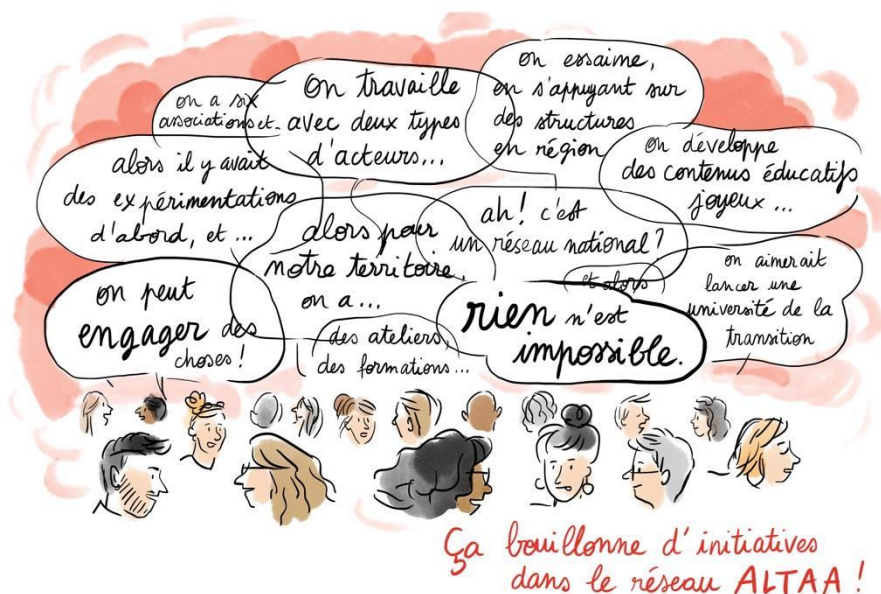 on a six
associations et..
on travaille
avec deux types
d'acteurs...
on essaime,
en s'appuyant sur
des structures
en région
on développe
des contenus éducatifs
joyeux ...
alors il y avait
des expérimentations
d'abord, et ...
alors pour
notre territoire,
on a...
ah! c'est
un réseau national?
et alors
on aimerait
lancer une
université de la
transition
on peut
engager des
choses!
des ateliers,
des formations...
rien n'est
impossible.
Ça bouillonne d'initiatives
dans le réseau ALTAA!